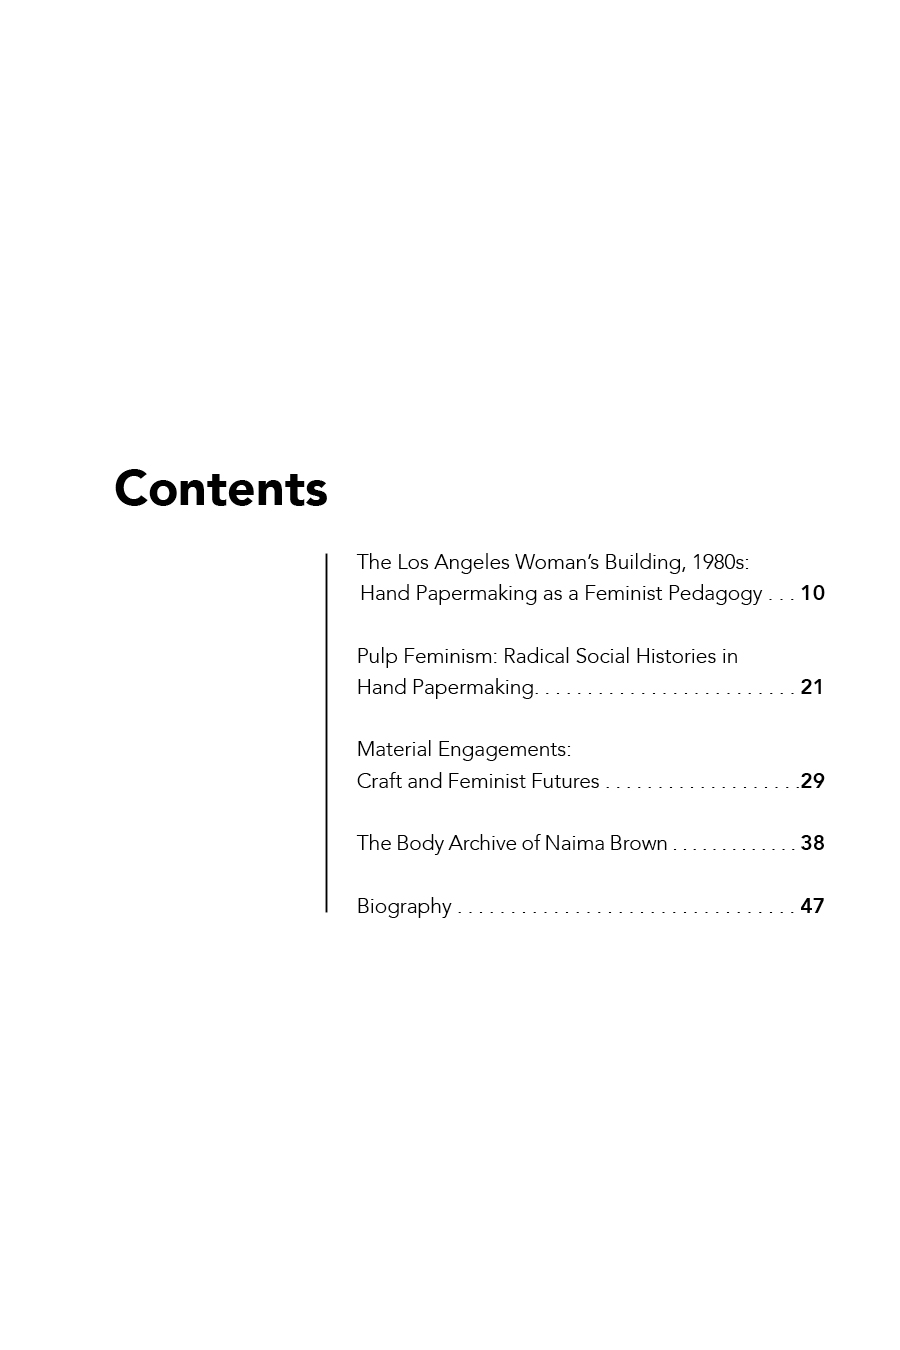 Contents
The Los Angeles Woman’s Building, 1980s:
Hand Papermaking as a Feminist Pedagogy . . . 10
Pulp Feminism: Radical Social Histories in
Hand Papermaking. . . . . . . . . . . . . . . . . . . . . . . . . 21
Material Engagements:
Craft and Feminist Futures . . . . . . . . . . . . . . . . . . .29
The Body Archive of Naima Brown . . . . . . . . . . . . . 38
Biography . . . . . . . . . . . . . . . . . . . . . . . . . . . . . . . . 47